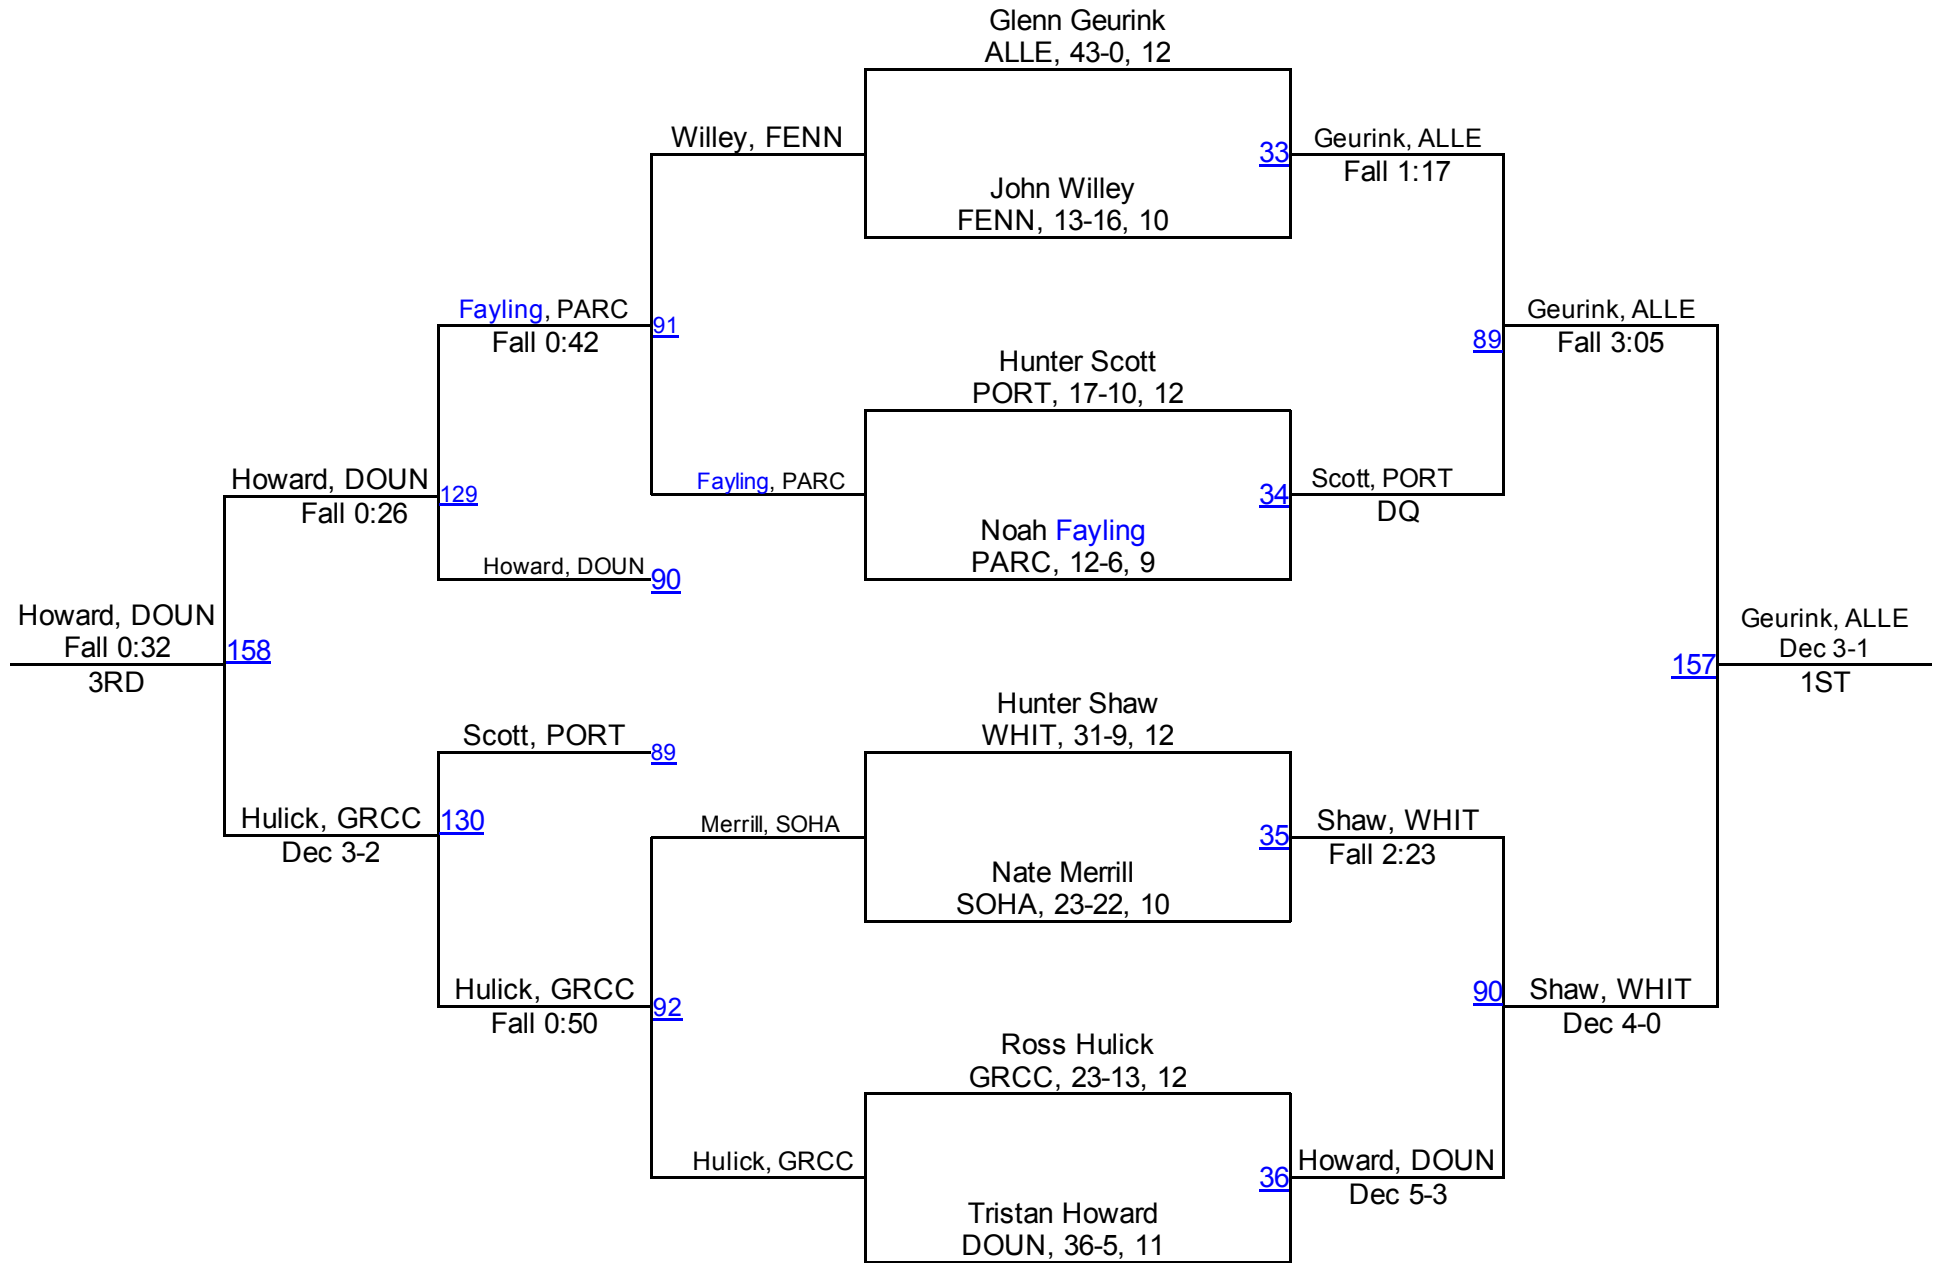 Glenn Geurink
ALLE, 43-0, 12
Willey, FENN
33
Geurink, ALLE
Fall 1:17
John Willey
FENN, 13-16, 10
Fayling, PARC
Fall 0:42
91
Geurink, ALLE
Fall 3:05
89
Hunter Scott
PORT, 17-10, 12
Howard, DOUN
Fall 0:26
129
Fayling, PARC
34
Scott, PORT
DQ
Noah Fayling
PARC, 12-6, 9
Howard, DOUN
90
Howard, DOUN
Fall 0:32
3RD
158
Geurink, ALLE
Dec 3-1
1ST
157
Hunter Shaw
WHIT, 31-9, 12
Scott, PORT
89
Hulick, GRCC
Dec 3-2
130
Merrill, SOHA
35
Shaw, WHIT
Fall 2:23
Nate Merrill
SOHA, 23-22, 10
Hulick, GRCC
Fall 0:50
92
90
Shaw, WHIT
Dec 4-0
Ross Hulick
GRCC, 23-13, 12
Hulick, GRCC
36
Howard, DOUN
Dec 5-3
Tristan Howard
DOUN, 36-5, 11